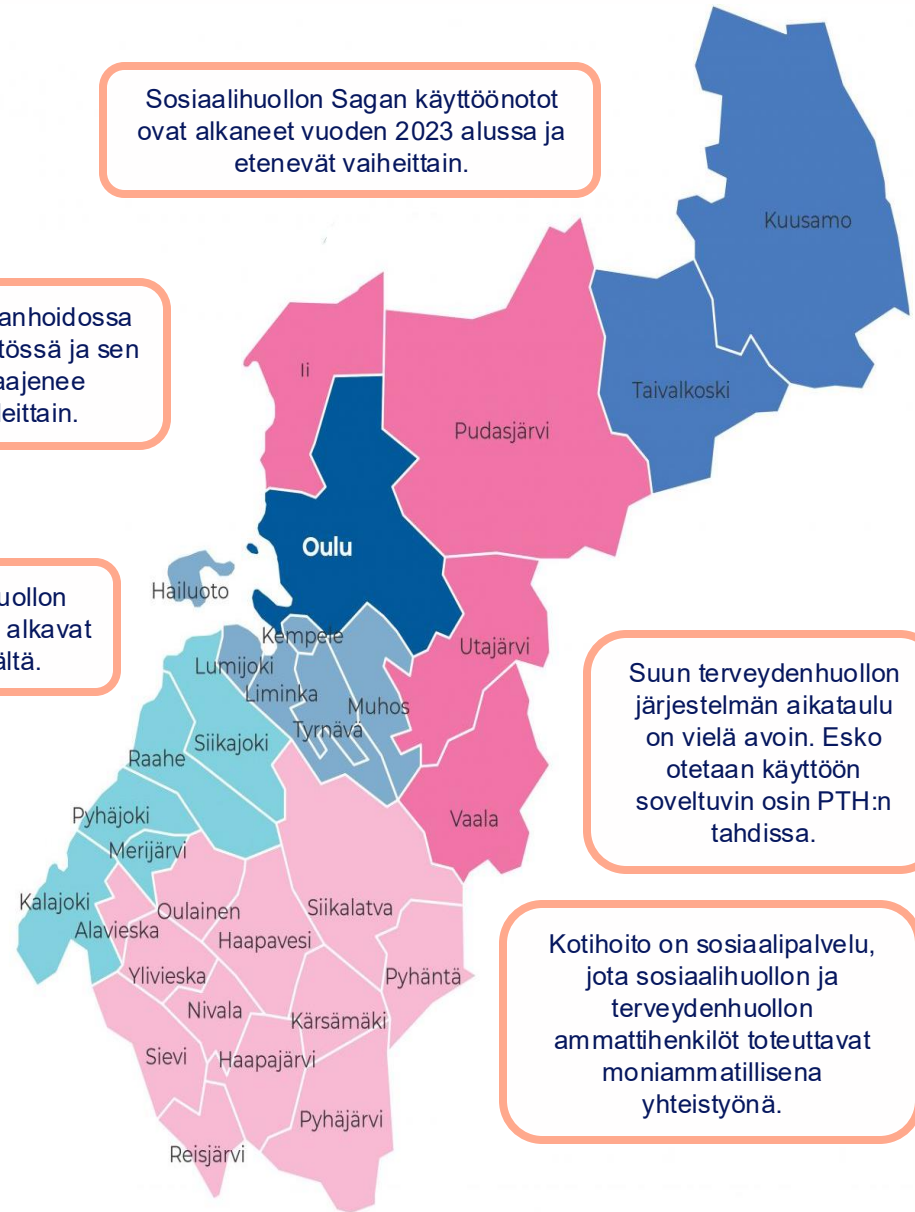 Sosiaalihuollon Sagan käyttöönotot
ovat alkaneet vuoden 2023 alussa ja
etenevät vaiheittain.
Kuusamo
anhoidossa
tössä ja sen
aajenee
eittain.
Ii
Taivalkoski
Pudasjärvi
Oulu
uollon
alkavat
ältä.
Hailuoto
Kempele
Lumijoki
Liminka
Utajärvi
Muhos
Tyrnävä
Siikajoki
Raahe
Suun terveydenhuollon
järjestelmän aikataulu
on vielä avoin. Esko
otetaan käyttöön
soveltuvin osin PTH:n
tahdissa.
Pyhäjoki
Vaala
Merijärvi
Kalajoki
Alavieska
Oulainen
Siikalatva
Haapavesi
Ylivieska
Pyhäntä
Nivala
Kärsämäki
Sievi
Haapajärvi
Pyhäjärvi
Reisjärvi
Kotihoito on sosiaalipalvelu,
jota sosiaalihuollon ja
terveydenhuollon
ammattihenkilöt toteuttavat
moniammatillisena
yhteistyönä.